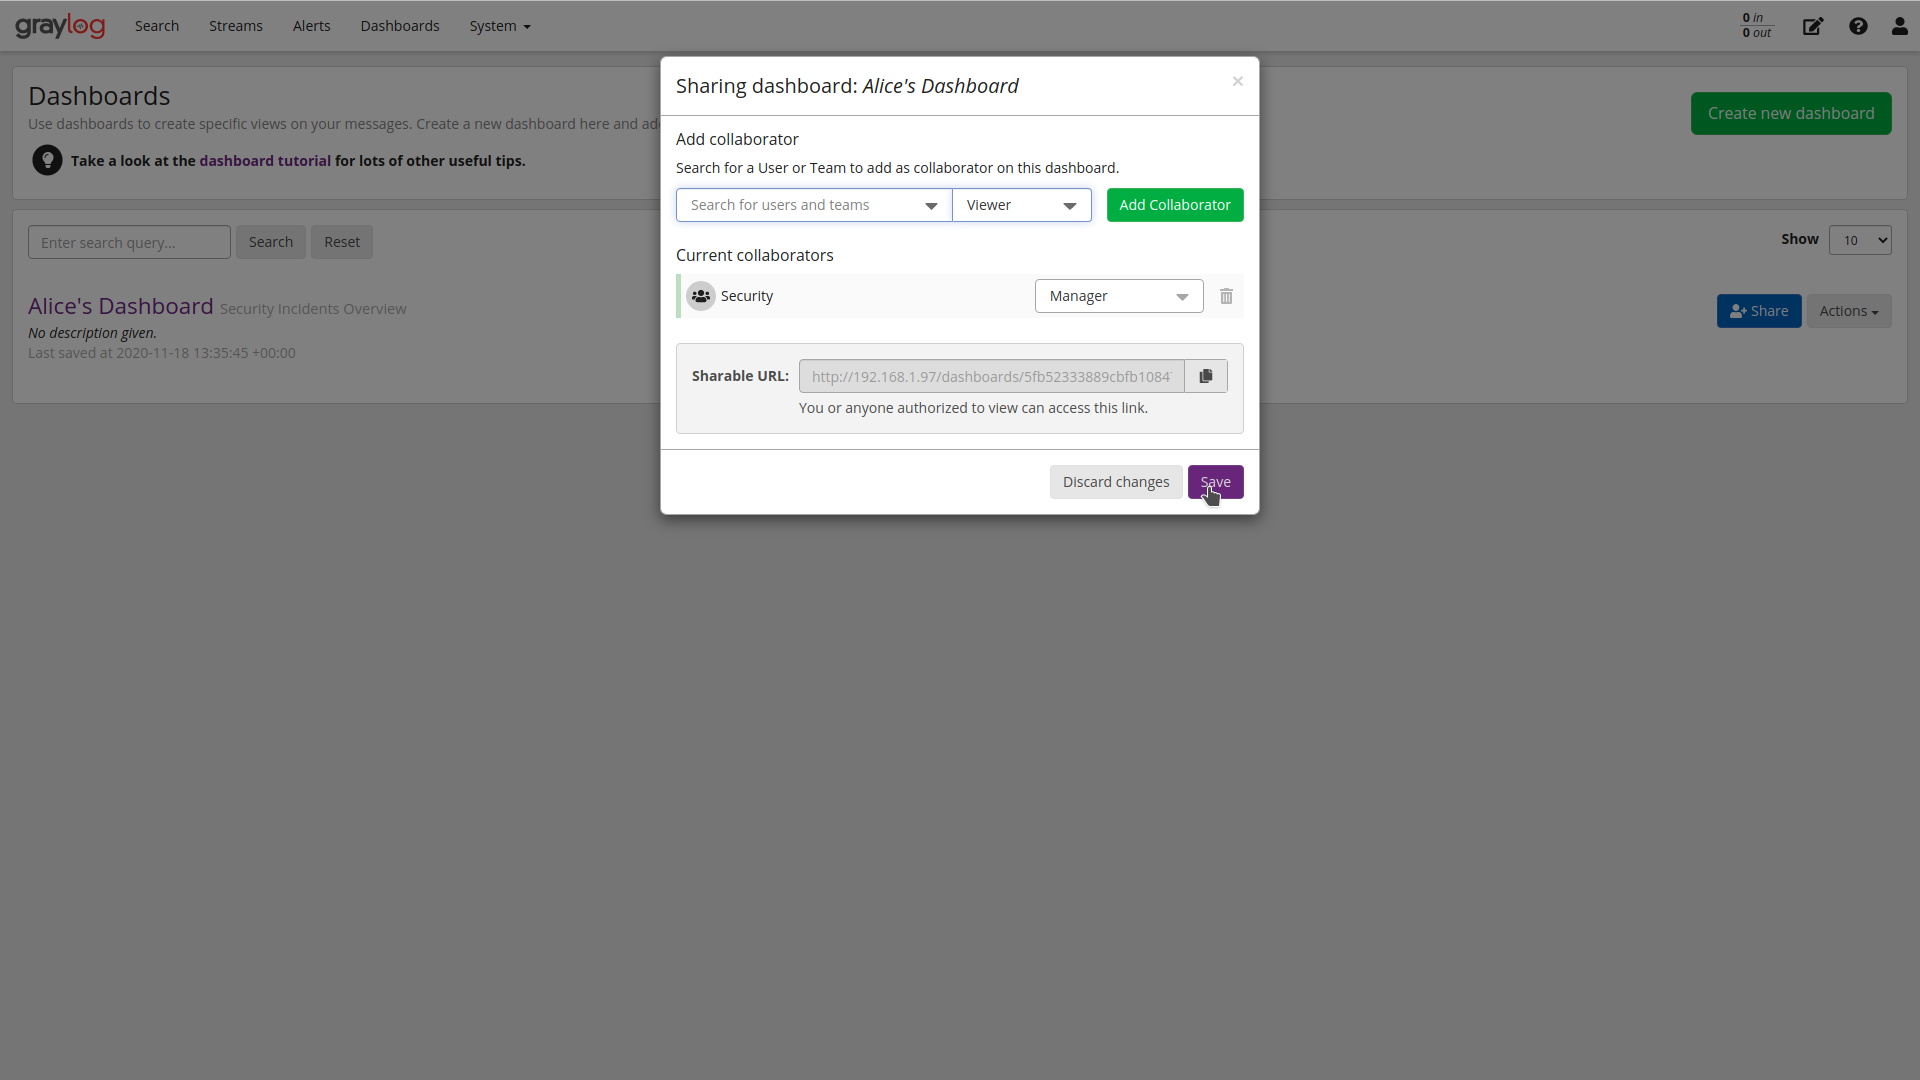 graylog Search Streams Alerts Dashboards System 0 in
0 out
Sharing dashboard: Alice's Dashboard ×
Dashboards
Use dashboards to create specific views on your messages. Create a new dashboard here and
Create new dashboard
Take a look at the dashboard tutorial for lots of other useful tips.
Add collaborator
Search for a User or Team to add as collaborator on this dashboard.
Search for users and teams Viewer Add Collaborator
Enter search query... Search Reset
Show 10
Current collaborators
Security Manager
Alice's Dashboard Security Incidents Overview
No description given.
Last saved at 2020-11-18 13:35:45 +00:00
Share Actions
Sharable URL: http://192.168.1.97/dashboards/5fb52333889cbfb1084
You or anyone authorized to view can access this link.
Discard changes Save